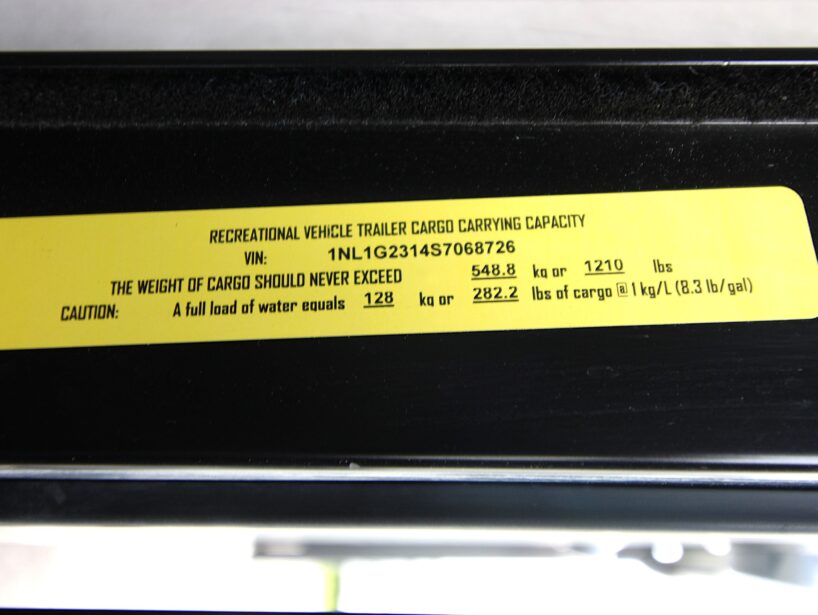 RECREATIONAL VEHICLE TRAILER CARGO CARRYING CAPACITY
VIN: 1NL1G2314S7068726
THE WEIGHT OF CARGO SHOULD NEVER EXCEED 548.8 kg or 1210 lbs
CAUTION: A full load of water equals 128 kg or 282.2 lbs of cargo @ 1 kg/L (8.3 lb/gal)